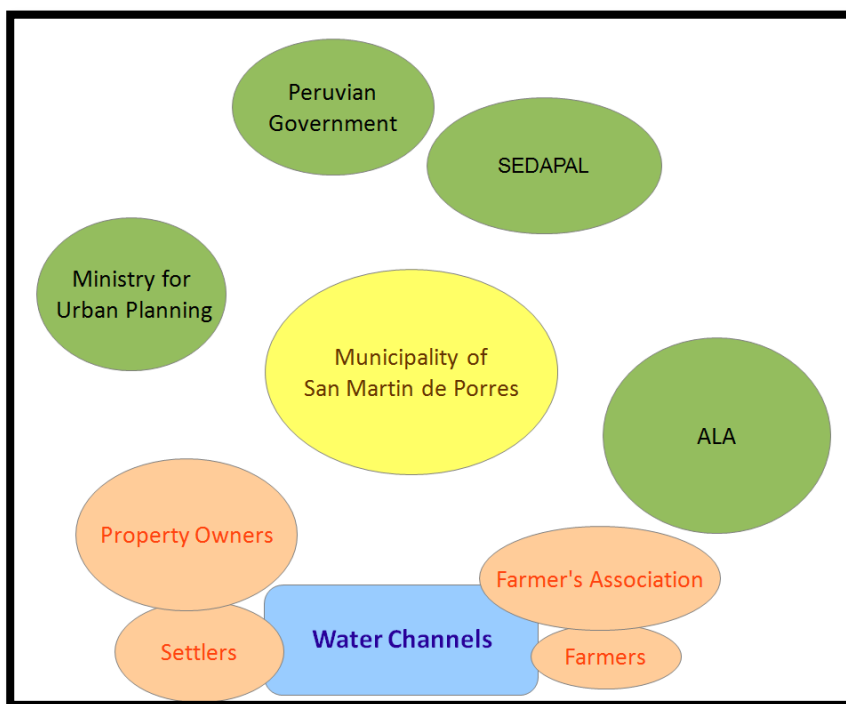 Peruvian
Government
SEDAPAL
Ministry for
Urban Planning
Municipality of
San Martin de Porres
ALA
Property Owners
Farmer's Association
Water Channels
Settlers
Farmers